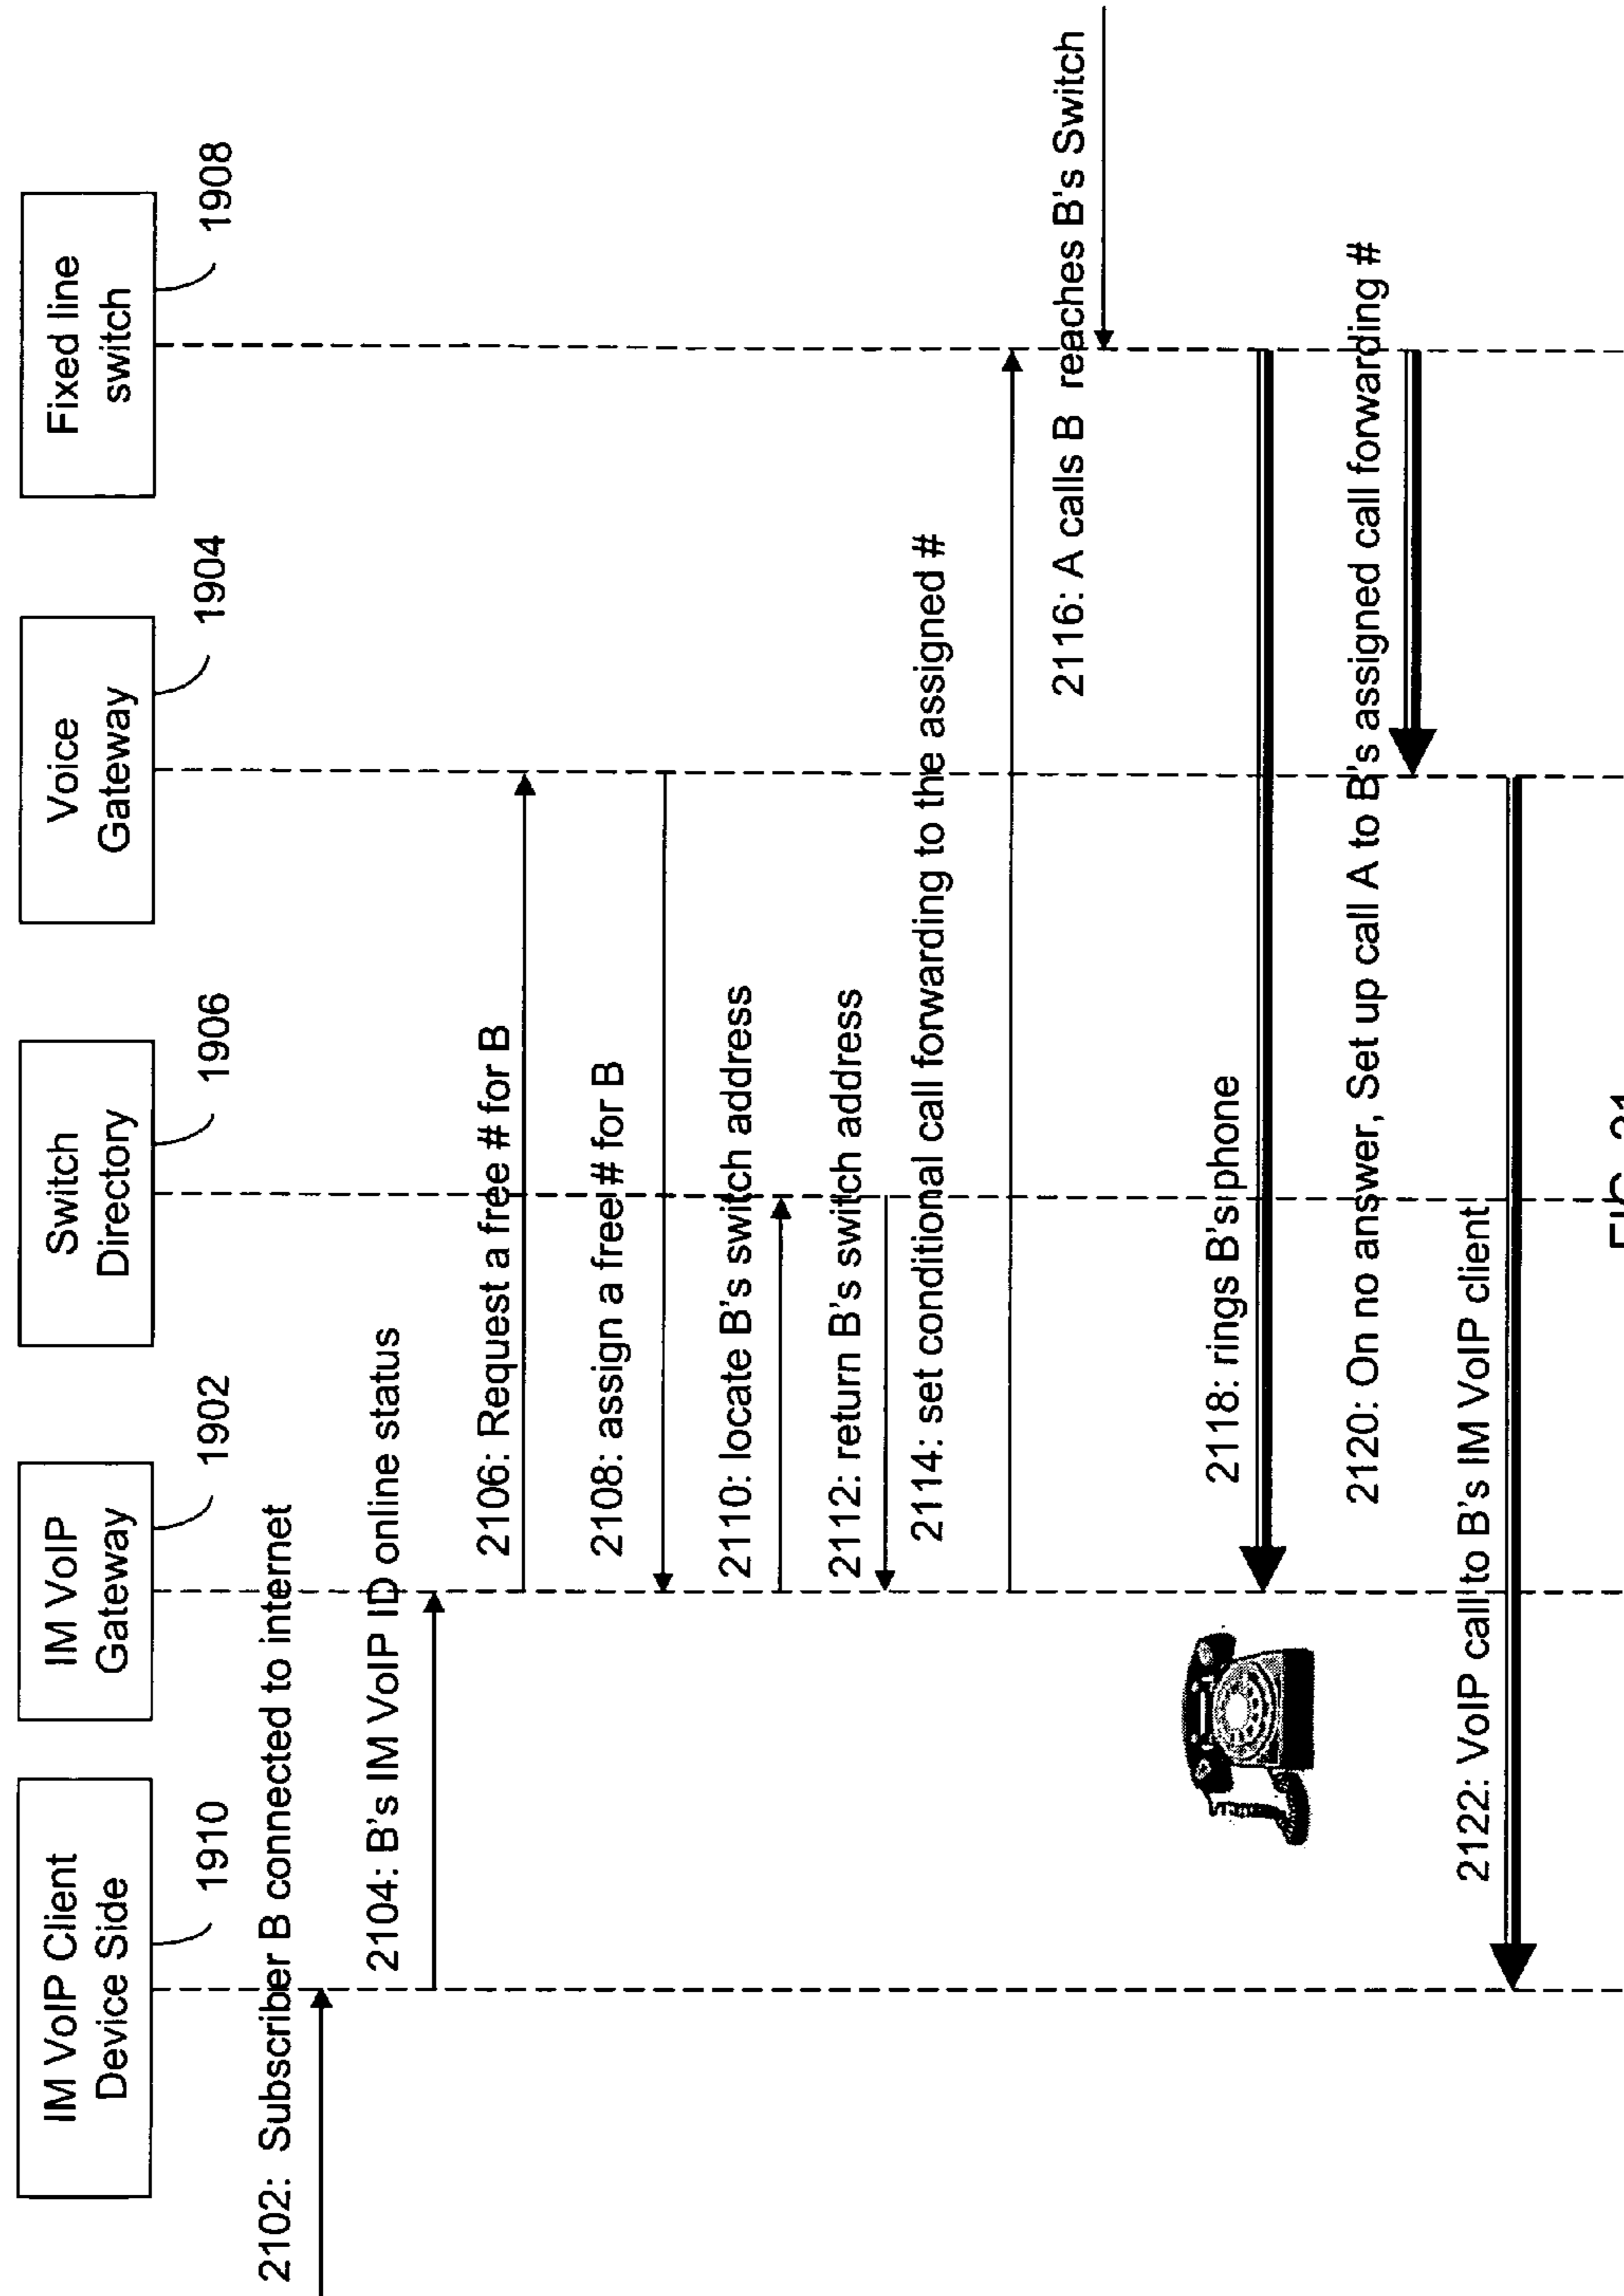 IM VoIP Client
Device Side
1910
IM VoIP
Gateway
1902
Switch
Directory
1906
Voice
Gateway
1904
Fixed line
switch
1908
2102: Subscriber B connected to internet
2104: B's IM VoIP ID online status
2106: Request a free # for B
2108: assign a free # for B
2110: locate B's switch address
2112: return B's switch address
2114: set conditional call forwarding to the assigned #
2116: A calls B reaches B's Switch
2118: rings B's phone
2120: On no answer, Set up call A to B's assigned call forwarding #
2122: VoIP call to B's IM VoIP client
FIG. 21